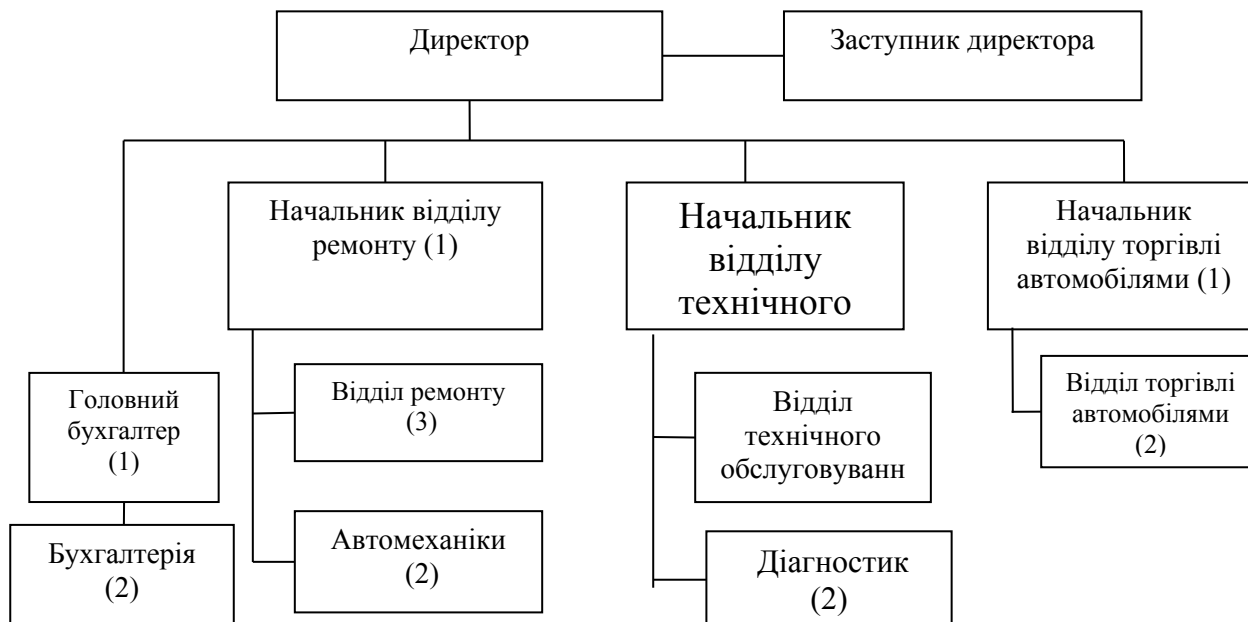 Директор
Заступник директора
Начальник відділу
ремонту (1)
Начальник
відділу
технічного
Начальник
відділу торгівлі
автомобілями (1)
Головний
бухгалтер
(1)
Відділ ремонту
(3)
Відділ
технічного
обслуговуванн
Відділ торгівлі
автомобілями
(2)
Бухгалтерія
(2)
Автомеханіки
(2)
Діагностик
(2)